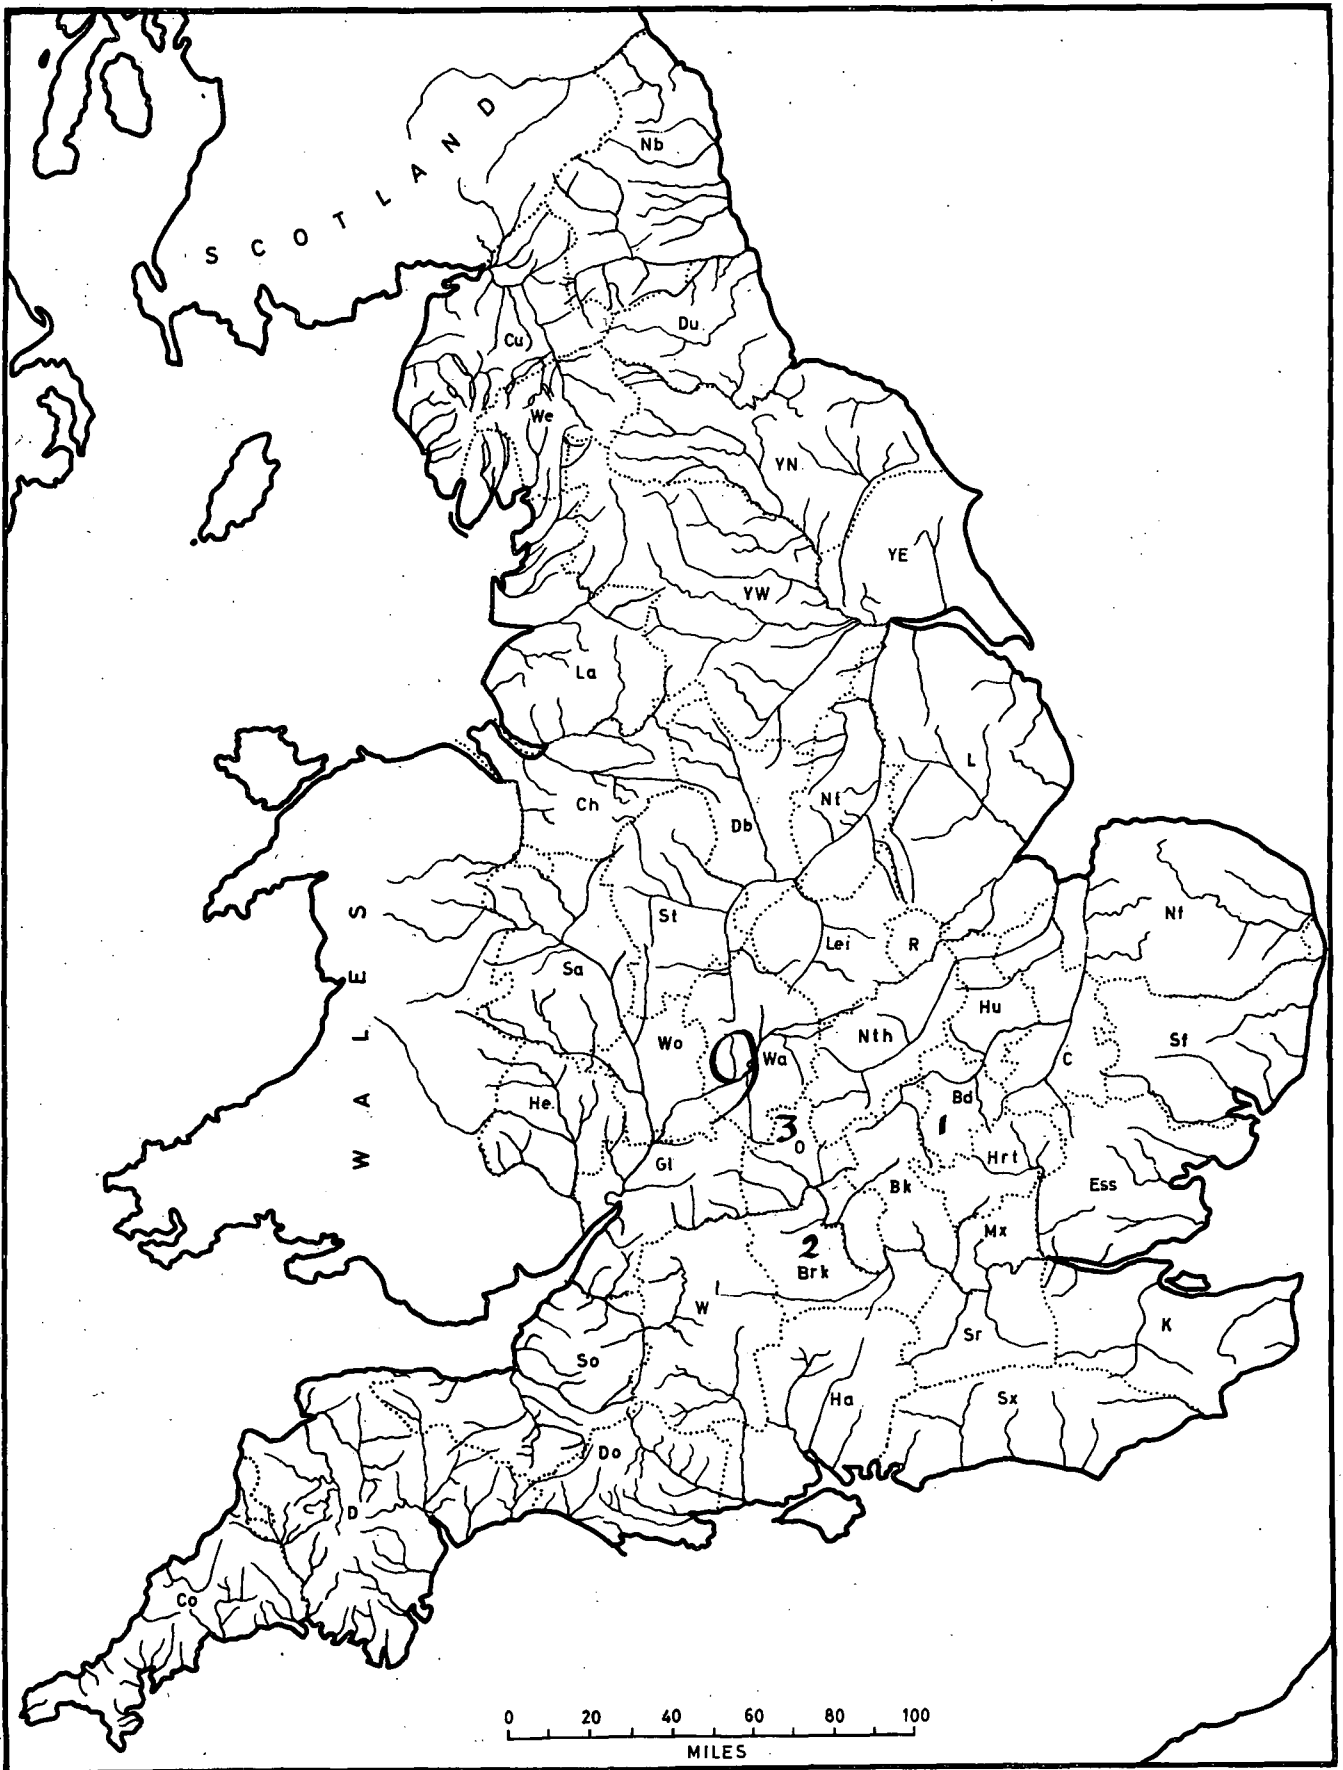 SCOTLAND
Nb
Cu
Du
We
YN
YE
YW
La
L
Ch
Db
Nt
St
Lei
R
Nf
Sa
WALES
Hu
Wo
9
Wa
Nth
C
Sf
He
Bd
1
3
O
Gl
Hrt
Bk
Ess
Mx
2
Brk
W
Sr
K
So
Ha
Sx
Do
D
Co
0 20 40 60 80 100
MILES